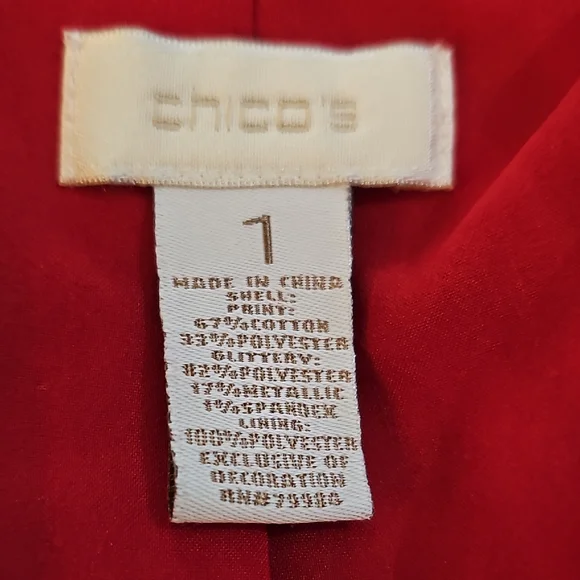 chico's
1
MADE IN CHINA
SHELL:
PRINT:
67%COTTON
33%POLYESTER
GLITTERY:
82%POLYESTER
17%METALLIC
1%SPANDEX
LINING:
100%POLYESTER
EXCLUSIVE OF
DECORATION